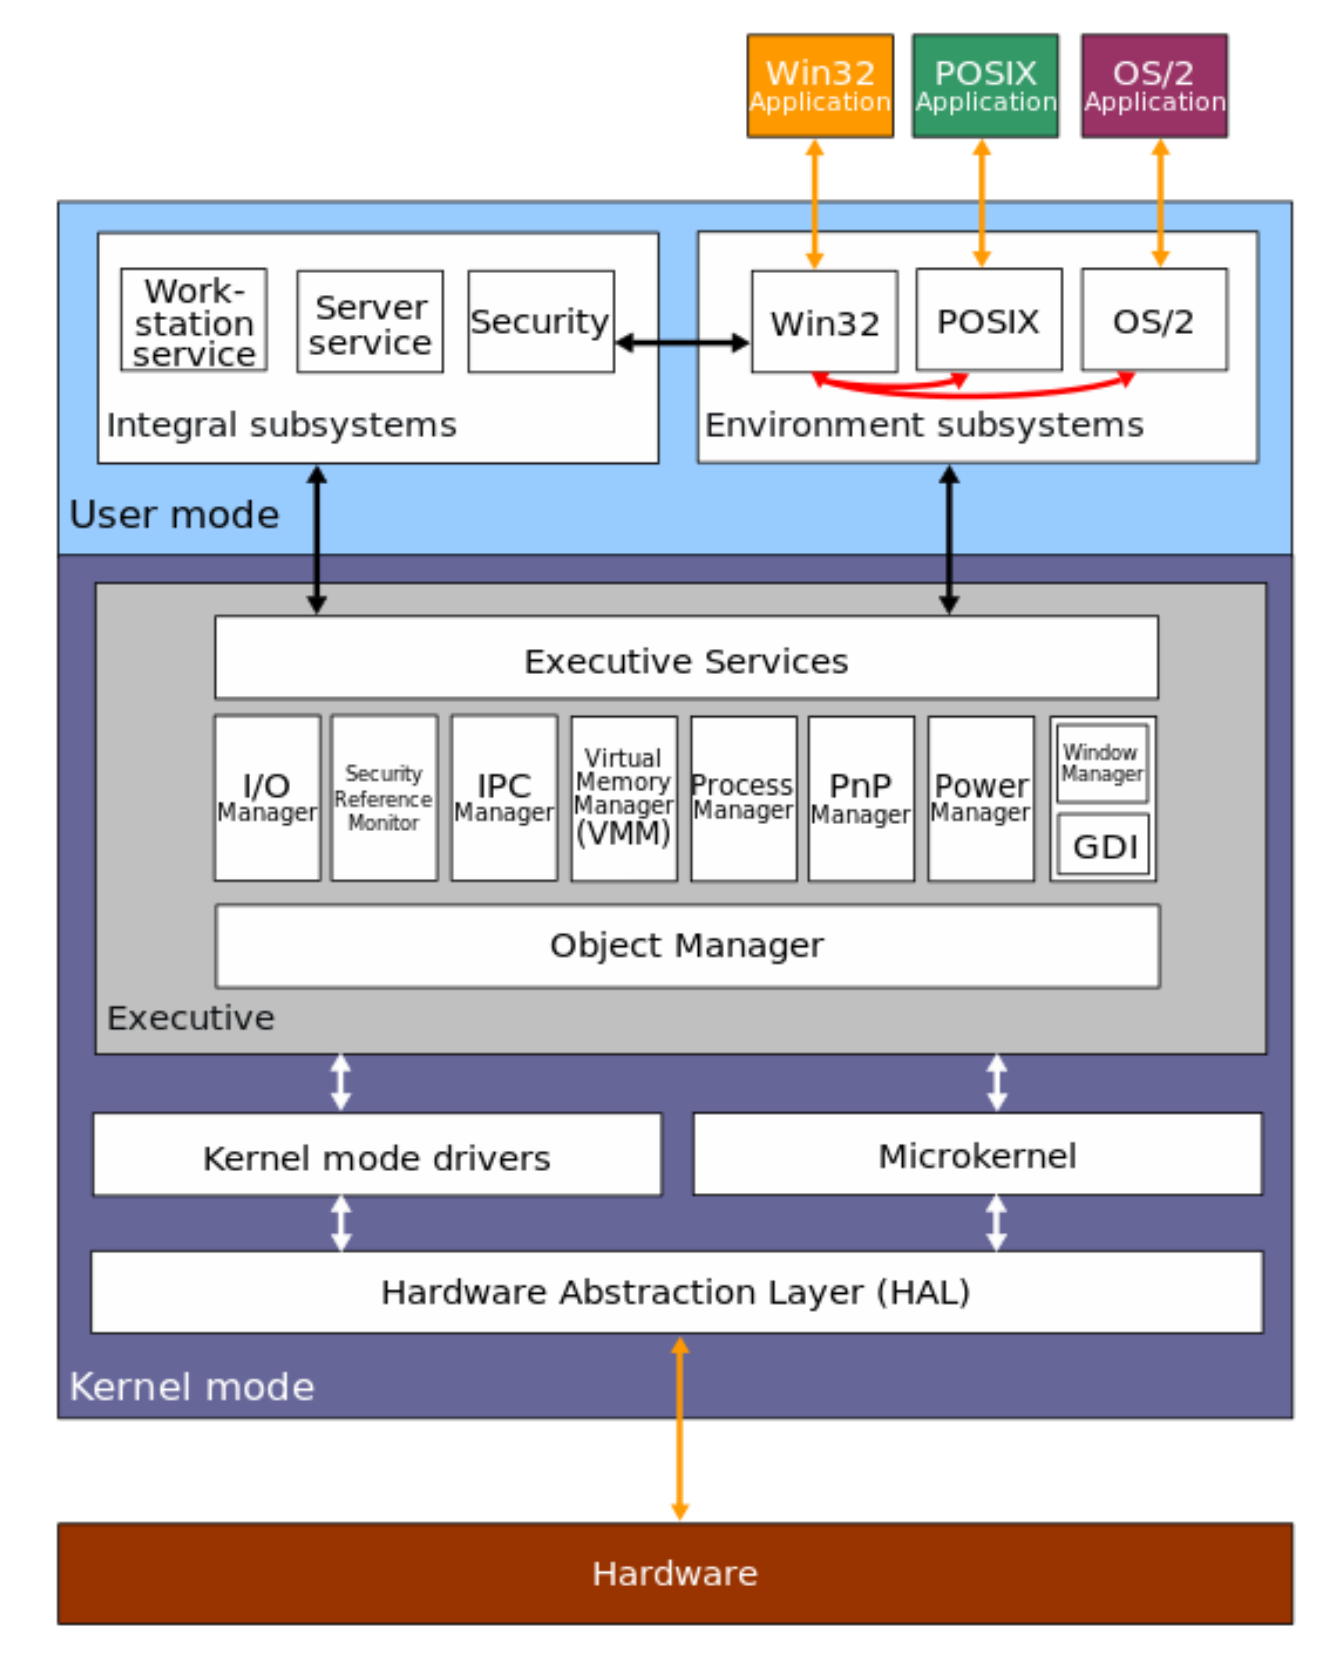 Win32
Application
POSIX
Application
OS/2
Application
Work-
station
service
Server
service
Security
Integral subsystems
Win32
POSIX
OS/2
Environment subsystems
User mode
Executive Services
I/O
Manager
Security
Reference
Monitor
IPC
Manager
Virtual
Memory
Manager
(VMM)
Process
Manager
PnP
Manager
Power
Manager
Window
Manager
GDI
Object Manager
Executive
Kernel mode drivers
Microkernel
Hardware Abstraction Layer (HAL)
Kernel mode
Hardware